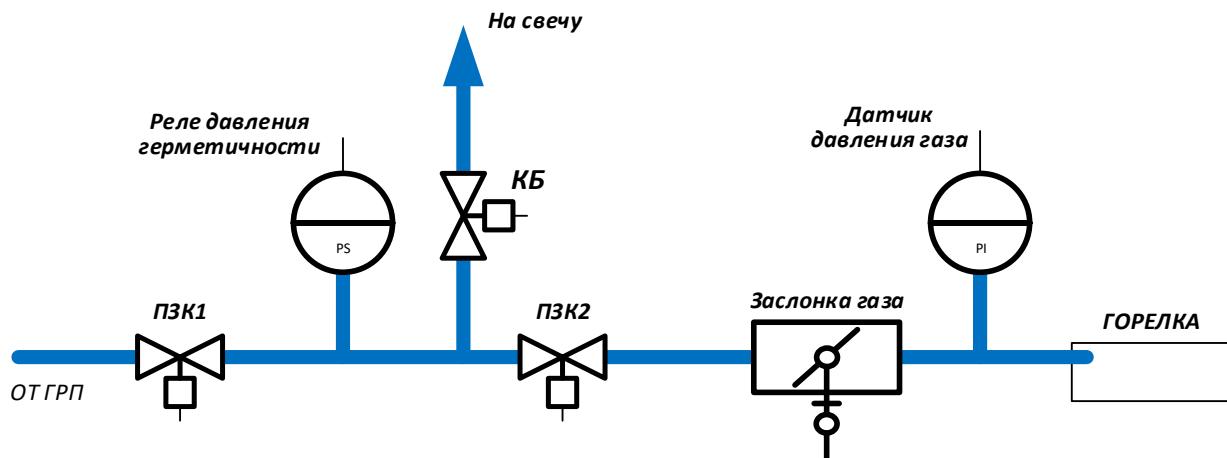 На свечу
Реле давления
герметичности
Датчик
давления газа
КБ
PS
PI
ПЗК1
ПЗК2
Заслонка газа
ГОРЕЛКА
ОТ ГРП